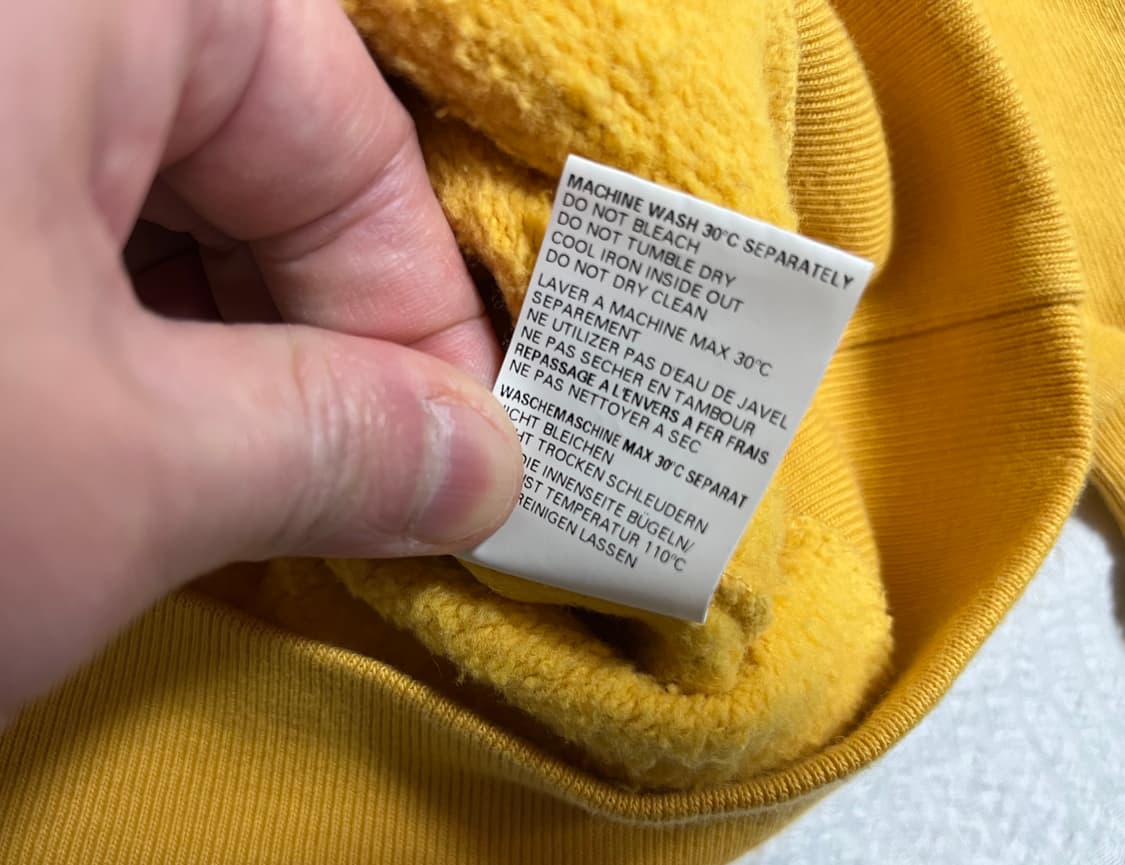 MACHINE WASH 30°C SEPARATELY
DO NOT BLEACH
DO NOT TUMBLE DRY
COOL IRON INSIDE OUT
DO NOT DRY CLEAN
LAVER A MACHINE MAX 30°C
SEPAREMENT
NE UTILIZER PAS D'EAU DE JAVEL
NE PAS SECHER EN TAMBOUR
REPASSAGE A L'ENVERS A FER FRAIS
NE PAS NETTOYER A SEC
WASCHEMASCHINE MAX 30°C SEPARAT
BLEICHEN
TROCKEN SCHLEUDERN
DIE INNENSEITE BÜGELN/
TEMPERATUR 110°C
REINIGEN LASSEN